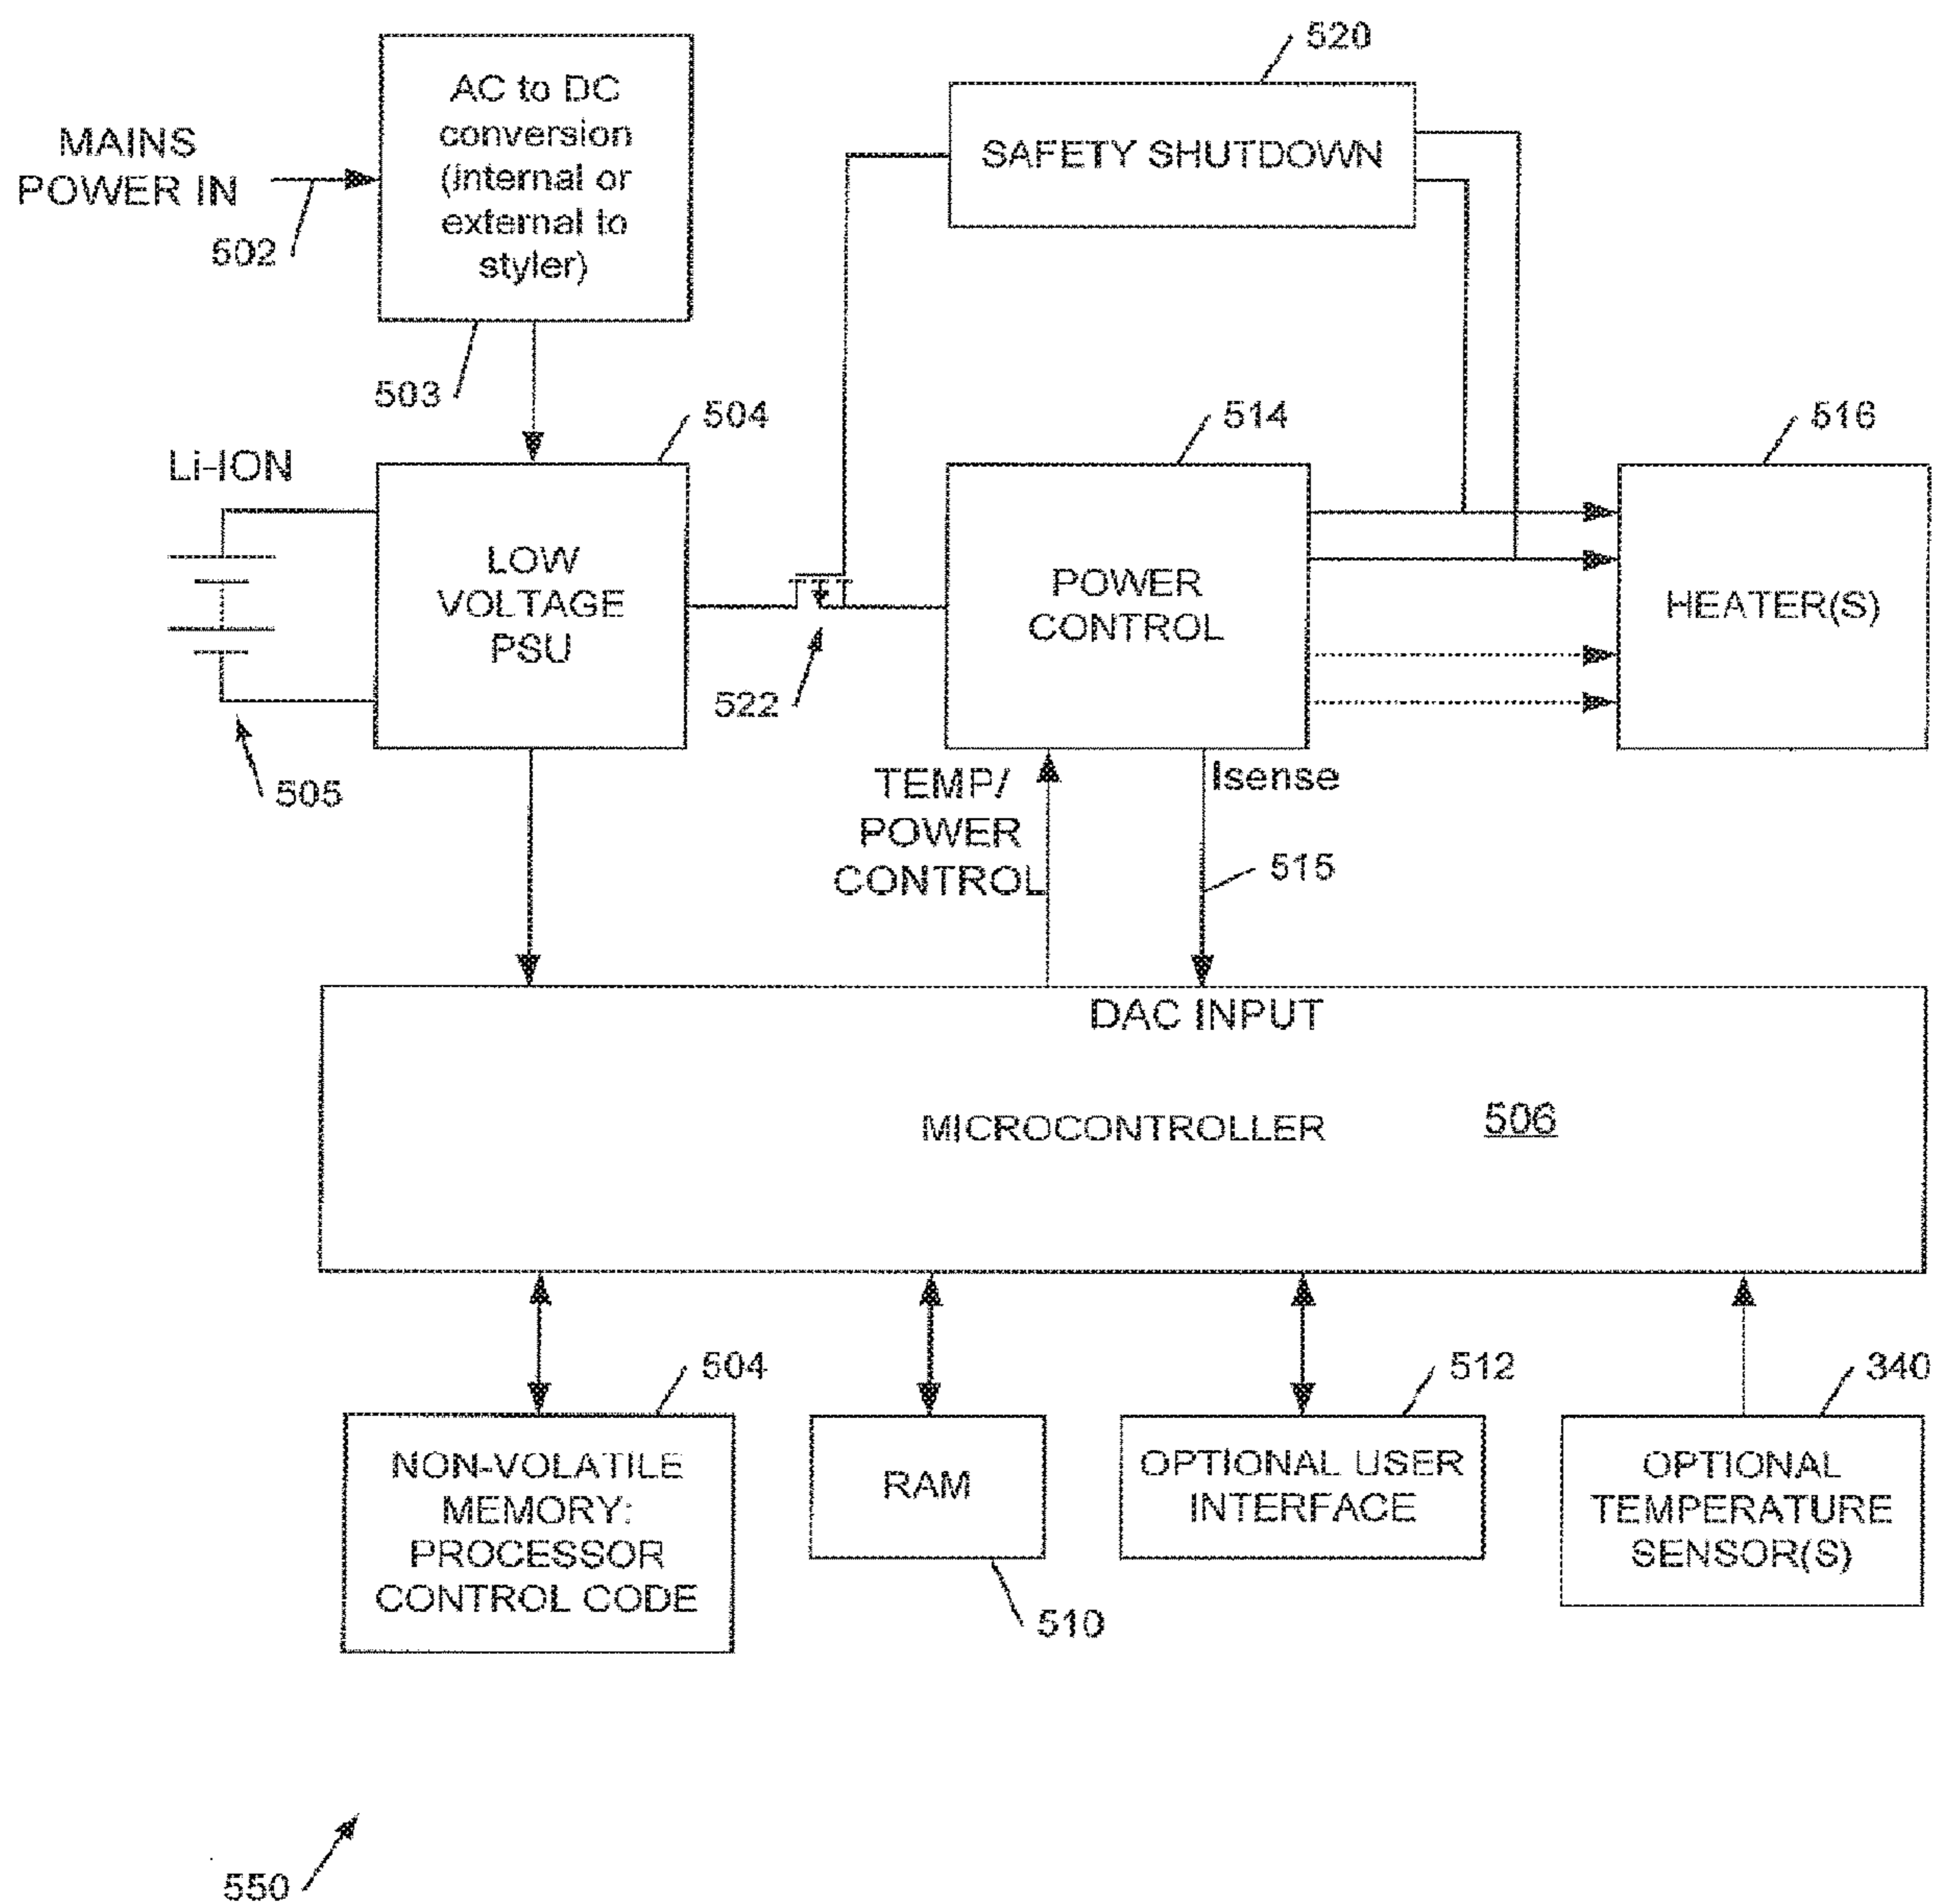 520
AC to DC
conversion
(internal or
external to
styler)
MAINS
POWER IN
502
SAFETY SHUTDOWN
503
504
514
516
Li-ION
LOW
VOLTAGE
PSU
POWER
CONTROL
HEATER(S)
522
505
TEMP/
POWER
CONTROL
Isense
515
DAC INPUT
MICROCONTROLLER
506
504
512
340
NON-VOLATILE
MEMORY:
PROCESSOR
CONTROL CODE
RAM
OPTIONAL USER
INTERFACE
OPTIONAL
TEMPERATURE
SENSOR(S)
510
550